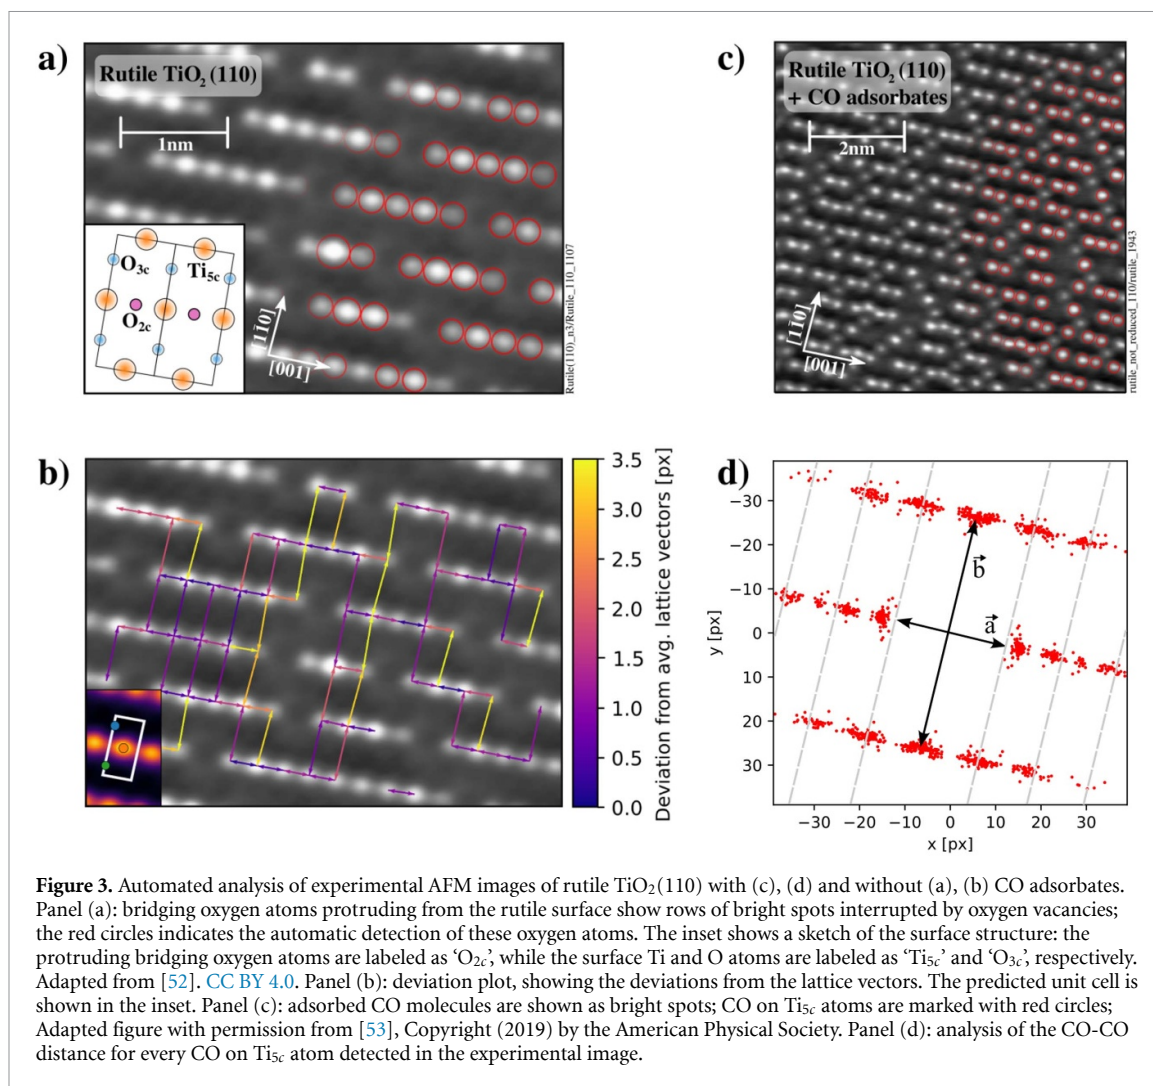 a)
Rutile TiO₂ (110)
1nm
O3c
Ti5c
O2c
[11̄0]
[001]
Rutile(110)_n3/Rutile_110_1107
c)
Rutile TiO₂ (110)
+ CO adsorbates
2nm
[11̄0]
[001]
rutile_not_reduced_110/rutile_1943
b)
3.5
3.0
2.5
2.0
1.5
1.0
0.5
0.0
Deviation from avg. lattice vectors [px]
d)
−30
−20
−10
0
10
20
30
y [px]
b⃗
a⃗
−30 −20 −10 0 10 20 30
x [px]
Figure 3. Automated analysis of experimental AFM images of rutile TiO₂(110) with (c), (d) and without (a), (b) CO adsorbates.
Panel (a): bridging oxygen atoms protruding from the rutile surface show rows of bright spots interrupted by oxygen vacancies;
the red circles indicates the automatic detection of these oxygen atoms. The inset shows a sketch of the surface structure: the
protruding bridging oxygen atoms are labeled as ‘O2c’, while the surface Ti and O atoms are labeled as ‘Ti5c’ and ‘O3c’, respectively.
Adapted from [52]. CC BY 4.0. Panel (b): deviation plot, showing the deviations from the lattice vectors. The predicted unit cell is
shown in the inset. Panel (c): adsorbed CO molecules are shown as bright spots; CO on Ti5c atoms are marked with red circles;
Adapted figure with permission from [53], Copyright (2019) by the American Physical Society. Panel (d): analysis of the CO-CO
distance for every CO on Ti5c atom detected in the experimental image.